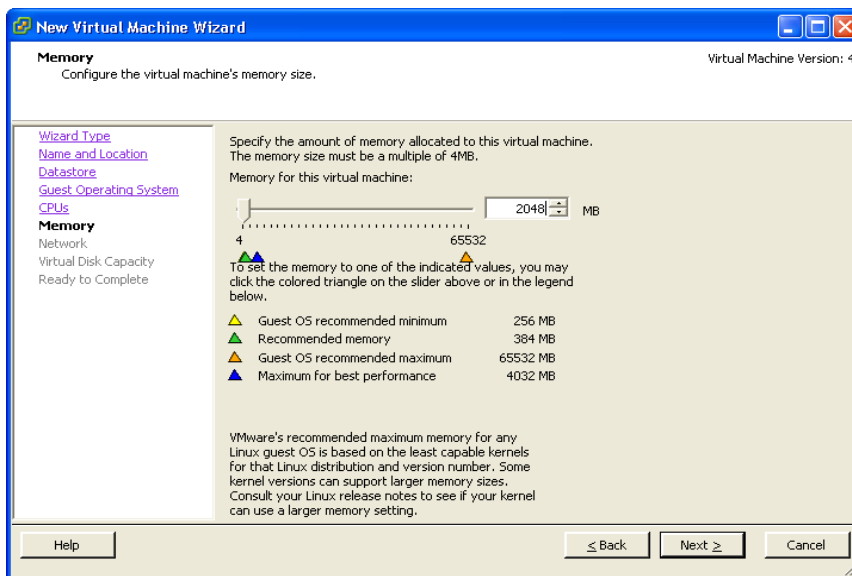 New Virtual Machine Wizard
Memory
Configure the virtual machine's memory size.
Virtual Machine Version: 4
Wizard Type
Name and Location
Datastore
Guest Operating System
CPUs
Memory
Network
Virtual Disk Capacity
Ready to Complete
Specify the amount of memory allocated to this virtual machine.
The memory size must be a multiple of 4MB.
Memory for this virtual machine:
2048 MB
4 65532
To set the memory to one of the indicated values, you may
click the colored triangle on the slider above or in the legend
below.
Guest OS recommended minimum 256 MB
Recommended memory 384 MB
Guest OS recommended maximum 65532 MB
Maximum for best performance 4032 MB
VMware's recommended maximum memory for any
Linux guest OS is based on the least capable kernels
for that Linux distribution and version number. Some
kernel versions can support larger memory sizes.
Consult your Linux release notes to see if your kernel
can use a larger memory setting.
Help < Back Next > Cancel